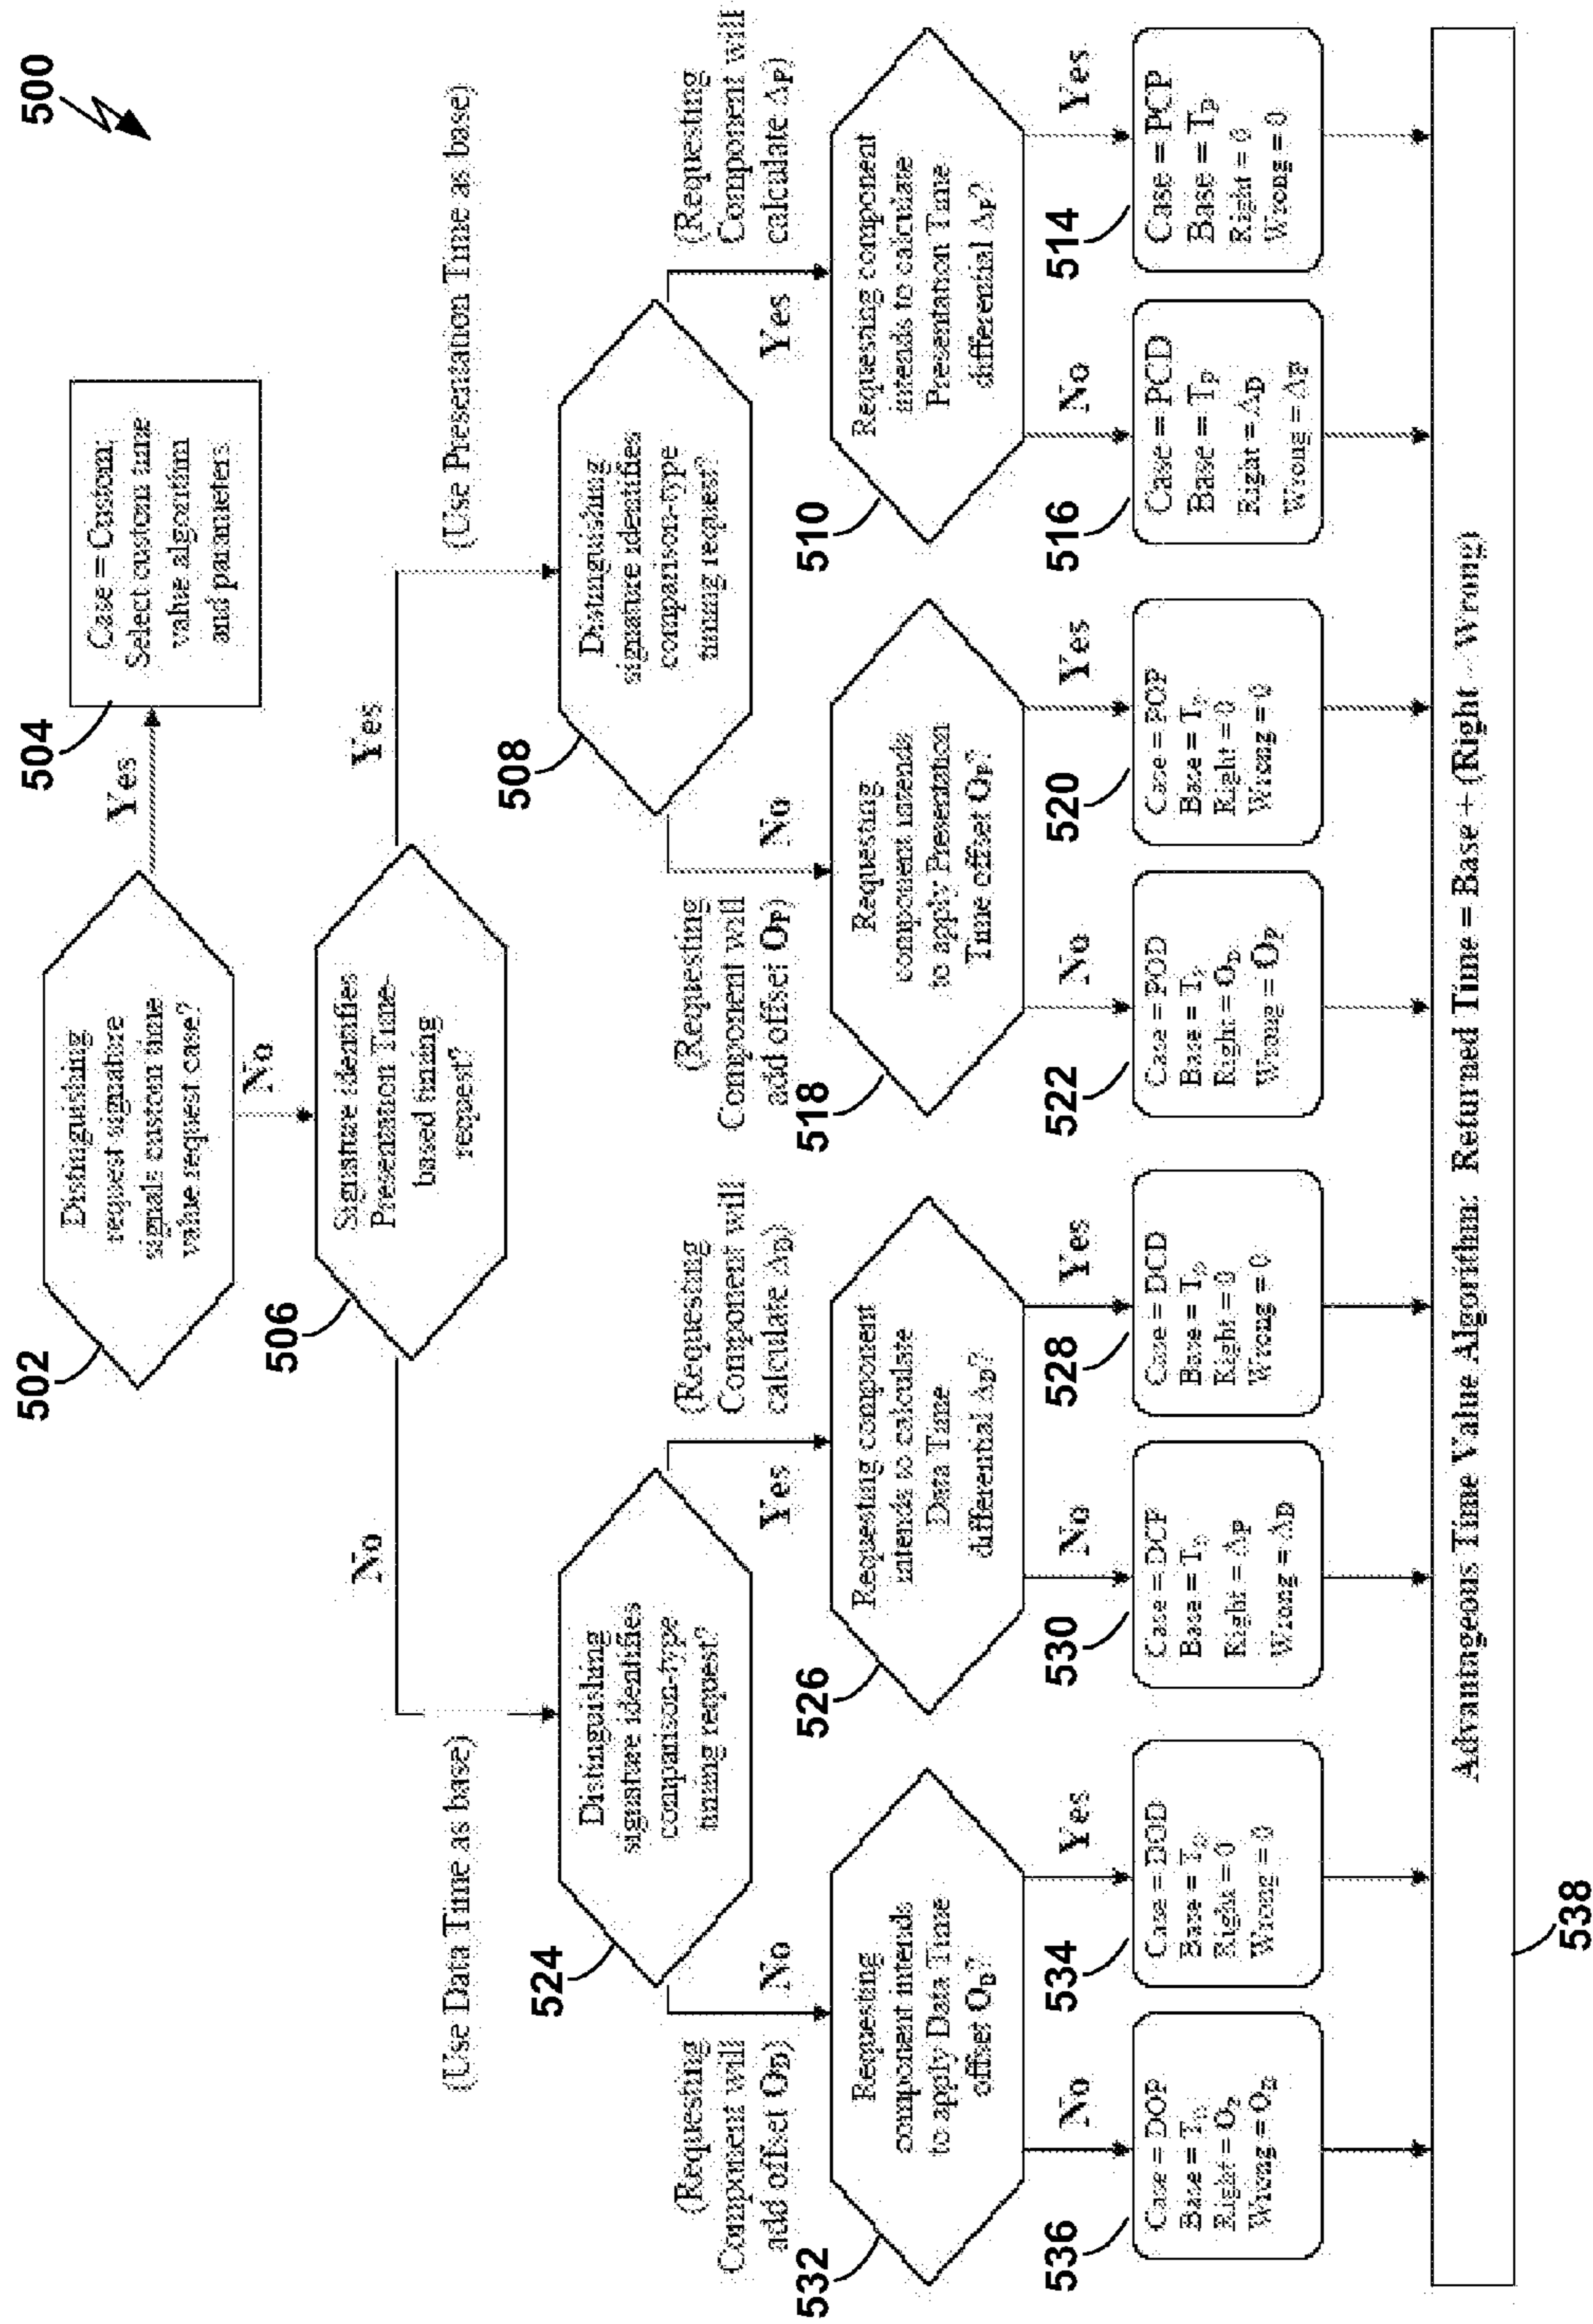 500
502
Distinguishing
request signature
signals custom time
value request case?
Yes
504
Case = Custom:
Select custom time
value algorithm
and parameters
No
506
Signature identifies
Presentation Time-
based timing
request?
No
Yes
(Use Data Time as base)
(Use Presentation Time as base)
524
Distinguishing
signature identifies
comparison-type
timing request?
508
Distinguishing
signature identifies
comparison-type
timing request?
(Requesting
Component will
add offset OD)
No
Yes
(Requesting
Component will
calculate ΔD)
(Requesting
Component will
add offset OP)
No
Yes
(Requesting
Component will
calculate ΔP)
532
Requesting
component intends
to apply Data Time
offset OD?
526
Requesting component
intends to calculate
Data Time
differential ΔD?
518
Requesting
component intends
to apply Presentation
Time offset OP?
510
Requesting component
intends to calculate
Presentation Time
differential ΔP?
No
Yes
No
Yes
No
Yes
No
Yes
536
Case = DOP
Base = TD
Right = OP
Wrong = OD
534
Case = DOD
Base = TD
Right = 0
Wrong = 0
530
Case = DCP
Base = TD
Right = ΔP
Wrong = ΔD
528
Case = DCD
Base = TD
Right = 0
Wrong = 0
522
Case = POD
Base = TP
Right = OD
Wrong = OP
520
Case = POP
Base = TP
Right = 0
Wrong = 0
516
Case = PCD
Base = TP
Right = ΔD
Wrong = ΔP
514
Case = PCP
Base = TP
Right = 0
Wrong = 0
Advantageous Time Value Algorithm: Returned Time = Base + (Right - Wrong)
538